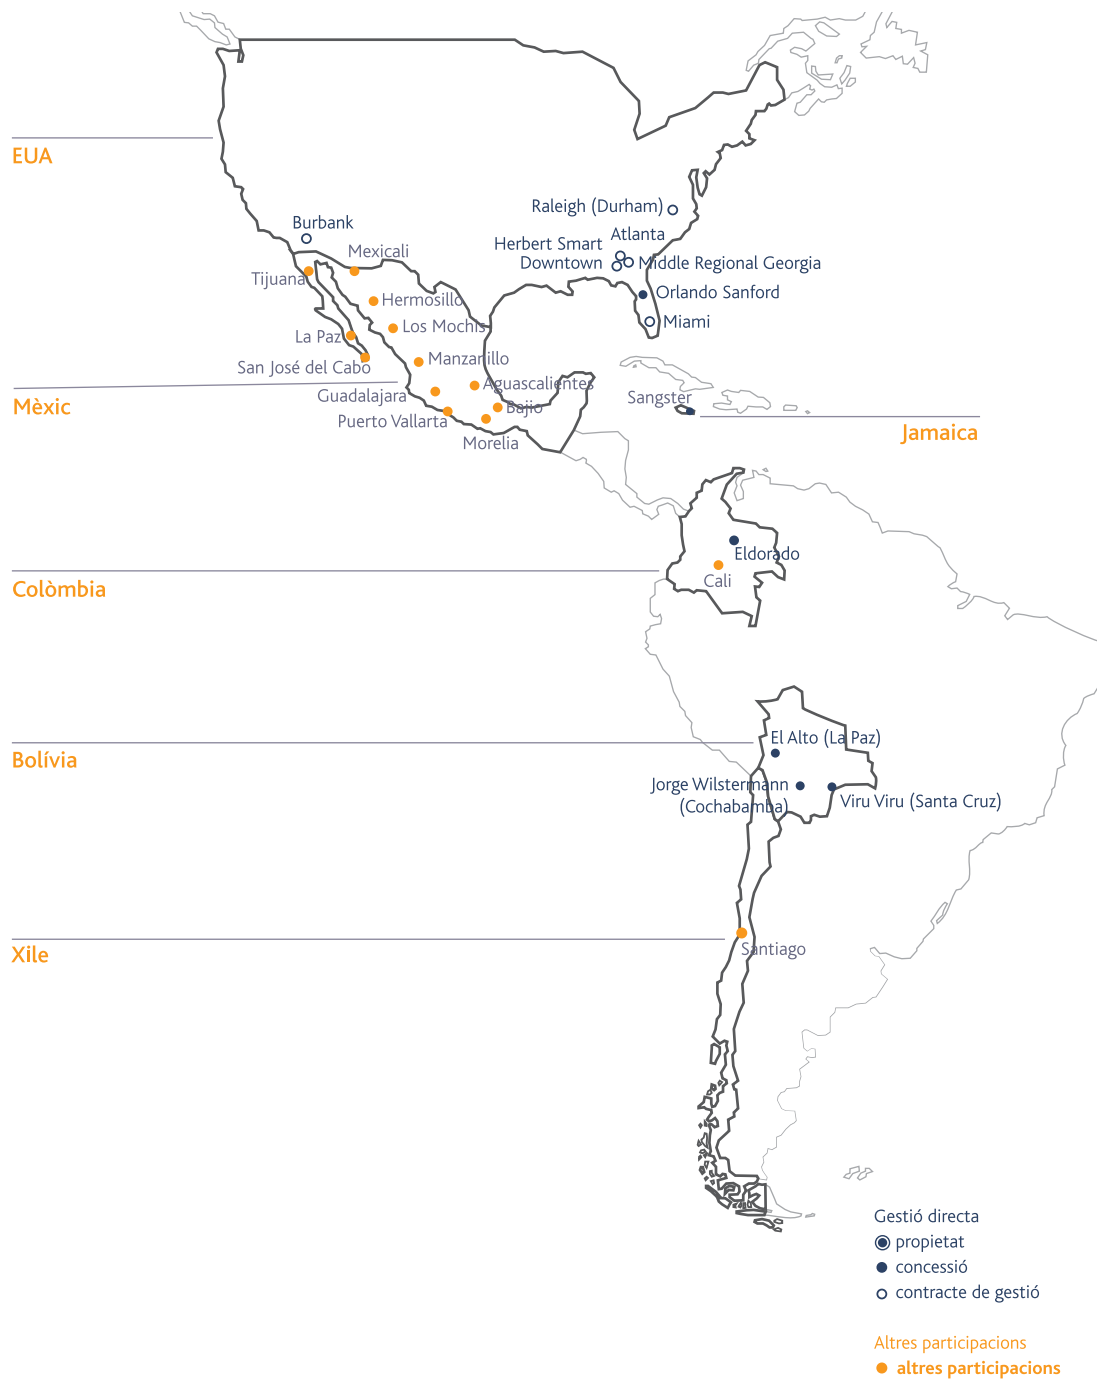 EUA
Raleigh (Durham)
Burbank
Atlanta
Herbert Smart
Downtown
Mexicali
Middle Regional Georgia
Tijuana
Orlando Sanford
Hermosillo
Miami
Los Mochis
La Paz
Manzanillo
San José del Cabo
Aguascalientes
Guadalajara
Sangster
Mèxic
Bajío
Puerto Vallarta
Jamaica
Morelia
Eldorado
Cali
Colòmbia
El Alto (La Paz)
Bolívia
Jorge Wilstermann
(Cochabamba)
Viru Viru (Santa Cruz)
Santiago
Xile
Gestió directa
propietat
concessió
contracte de gestió
Altres participacions
altres participacions